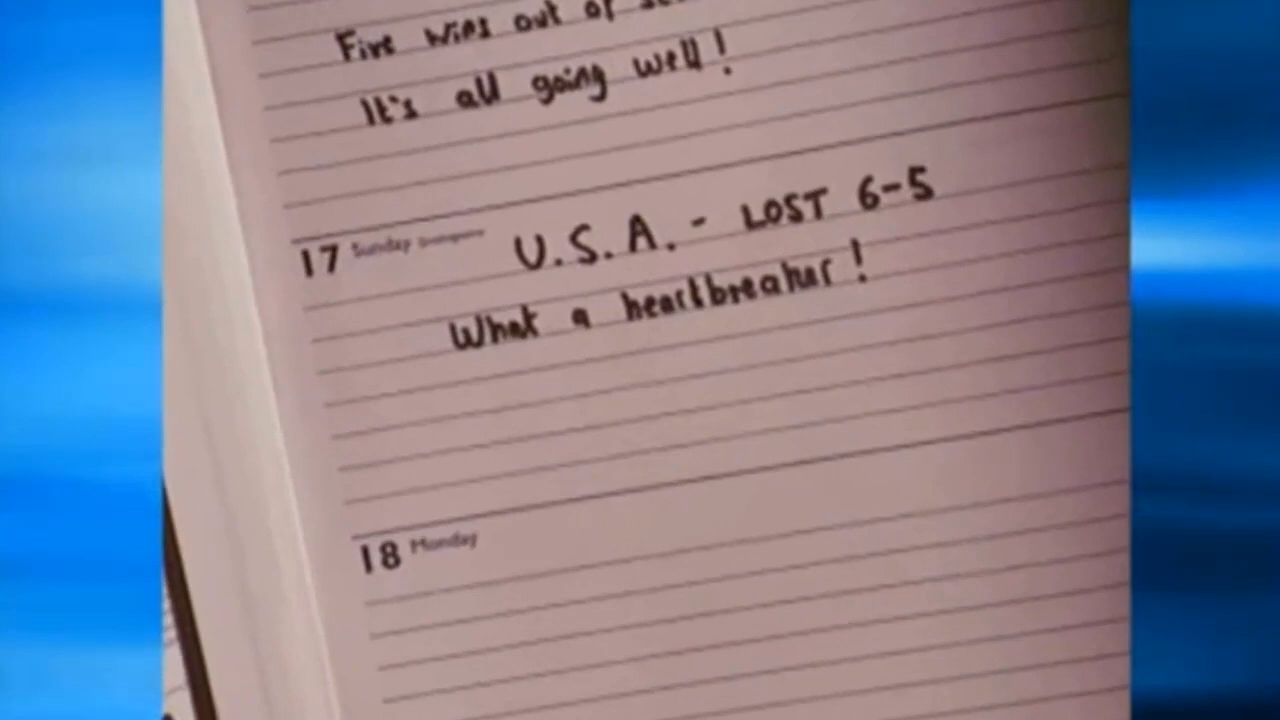 Five wins out of
It's all going well!
17 Sunday U.S.A. - LOST 6-5
What a heartbreaker!
18 Monday